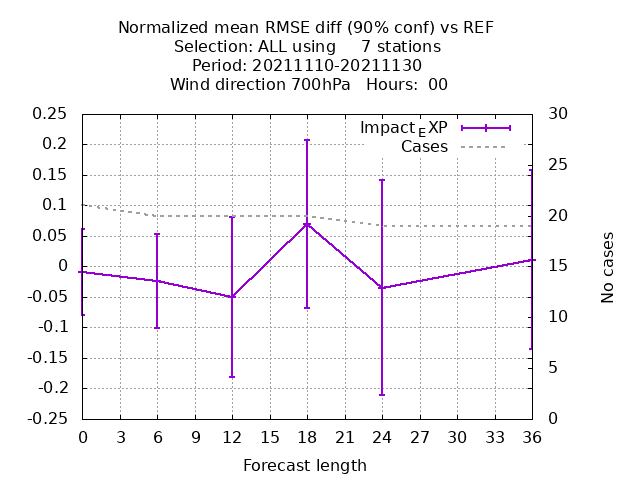 Normalized mean RMSE diff (90% conf) vs REF
Selection: ALL using     7 stations
Period: 20211110-20211130
Wind direction 700hPa   Hours:  00
Impact_EXP
Cases
0.25
0.2
0.15
0.1
0.05
0
-0.05
-0.1
-0.15
-0.2
-0.25
30
25
20
15
10
5
0
No cases
0 3 6 9 12 15 18 21 24 27 30 33 36
Forecast length